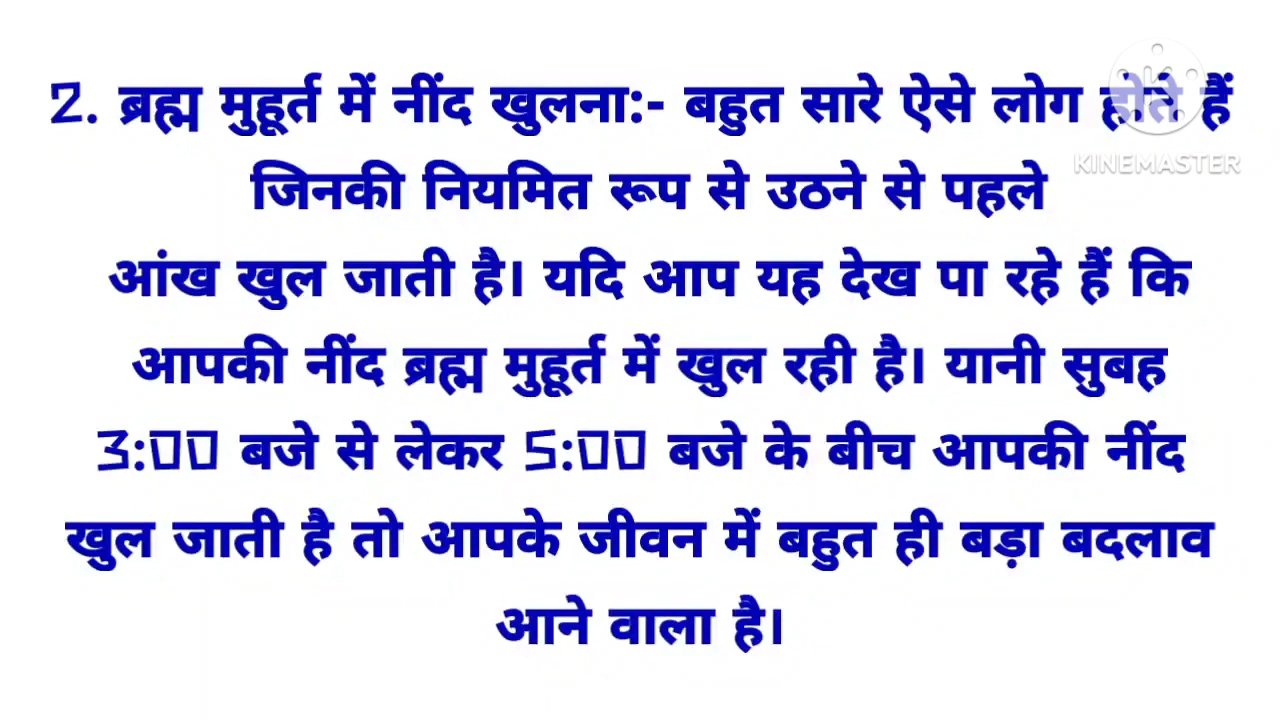 2. ब्रह्म मुहूर्त में नींद खुलना:- बहुत सारे ऐसे लोग होते हैं
KINEMASTER
जिनकी नियमित रूप से उठने से पहले
आंख खुल जाती है। यदि आप यह देख पा रहे हैं कि
आपकी नींद ब्रह्म मुहूर्त में खुल रही है। यानी सुबह
3:00 बजे से लेकर 5:00 बजे के बीच आपकी नींद
खुल जाती है तो आपके जीवन में बहुत ही बड़ा बदलाव
आने वाला है।